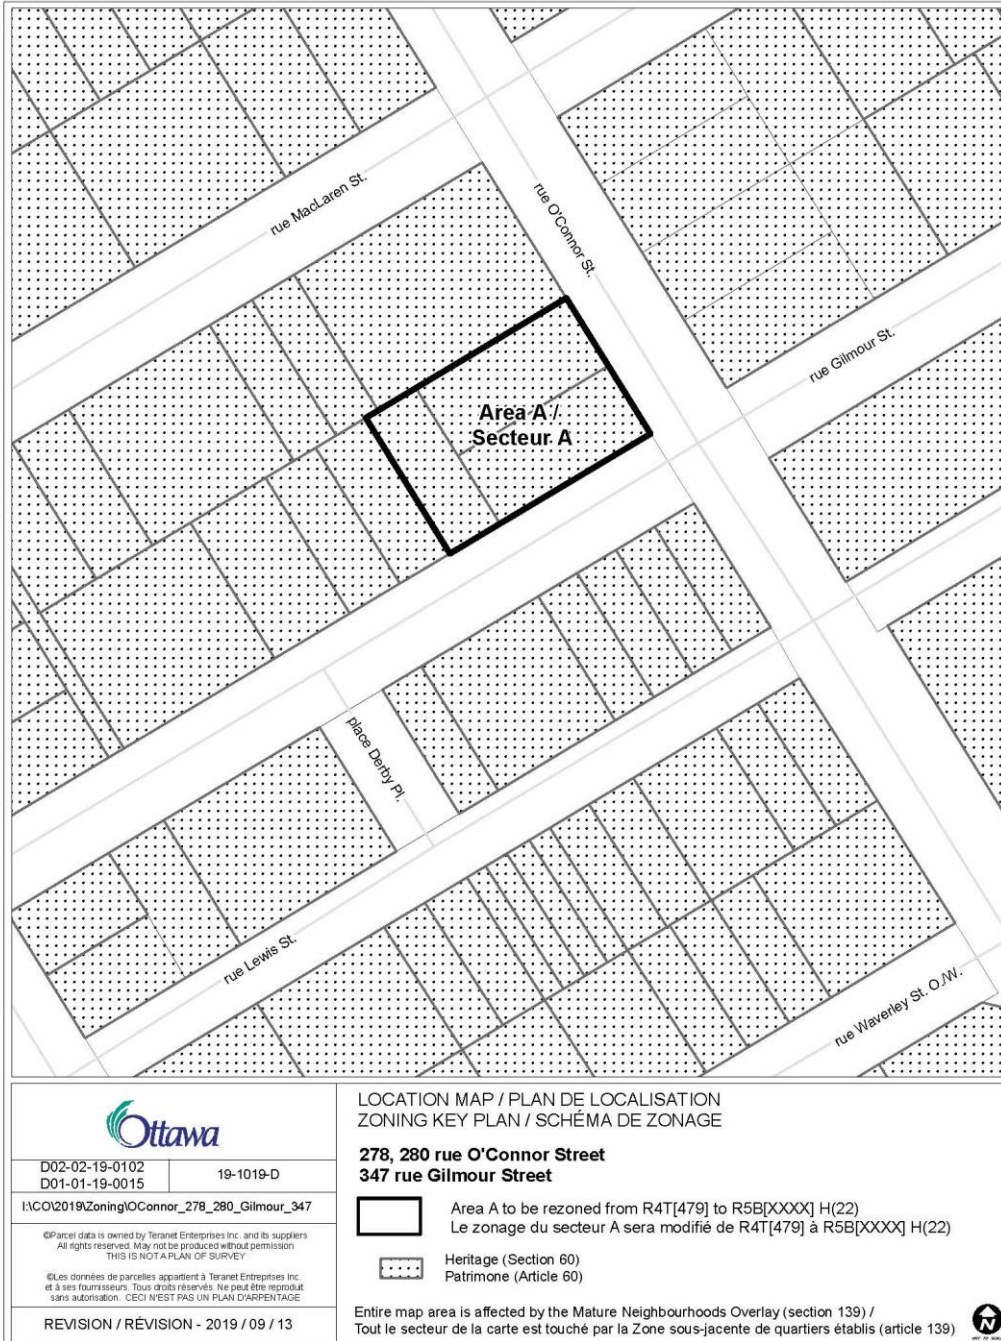 rue MacLaren St.
rue O'Connor St.
rue Gilmour St.
Area A /
Secteur A
place Derby Pl.
rue Lewis St.
rue Waverley St. O./W.
Ottawa
D02-02-19-0102
D01-01-19-0015
19-1019-D
I:\CO\2019\Zoning\OConnor_278_280_Gilmour_347
©Parcel data is owned by Teranet Enterprises Inc. and its suppliers
All rights reserved. May not be produced without permission
THIS IS NOT A PLAN OF SURVEY
©Les données de parcelles appartient à Teranet Entreprises Inc.
et à ses fournisseurs. Tous droits réservés. Ne peut être reproduit
sans autorisation. CECI N'EST PAS UN PLAN D'ARPENTAGE
REVISION / RÉVISION - 2019 / 09 / 13
LOCATION MAP / PLAN DE LOCALISATION
ZONING KEY PLAN / SCHÉMA DE ZONAGE
278, 280 rue O'Connor Street
347 rue Gilmour Street
Area A to be rezoned from R4T[479] to R5B[XXXX] H(22)
Le zonage du secteur A sera modifié de R4T[479] à R5B[XXXX] H(22)
Heritage (Section 60)
Patrimone (Article 60)
Entire map area is affected by the Mature Neighbourhoods Overlay (section 139) /
Tout le secteur de la carte est touché par la Zone sous-jacente de quartiers établis (article 139)
N